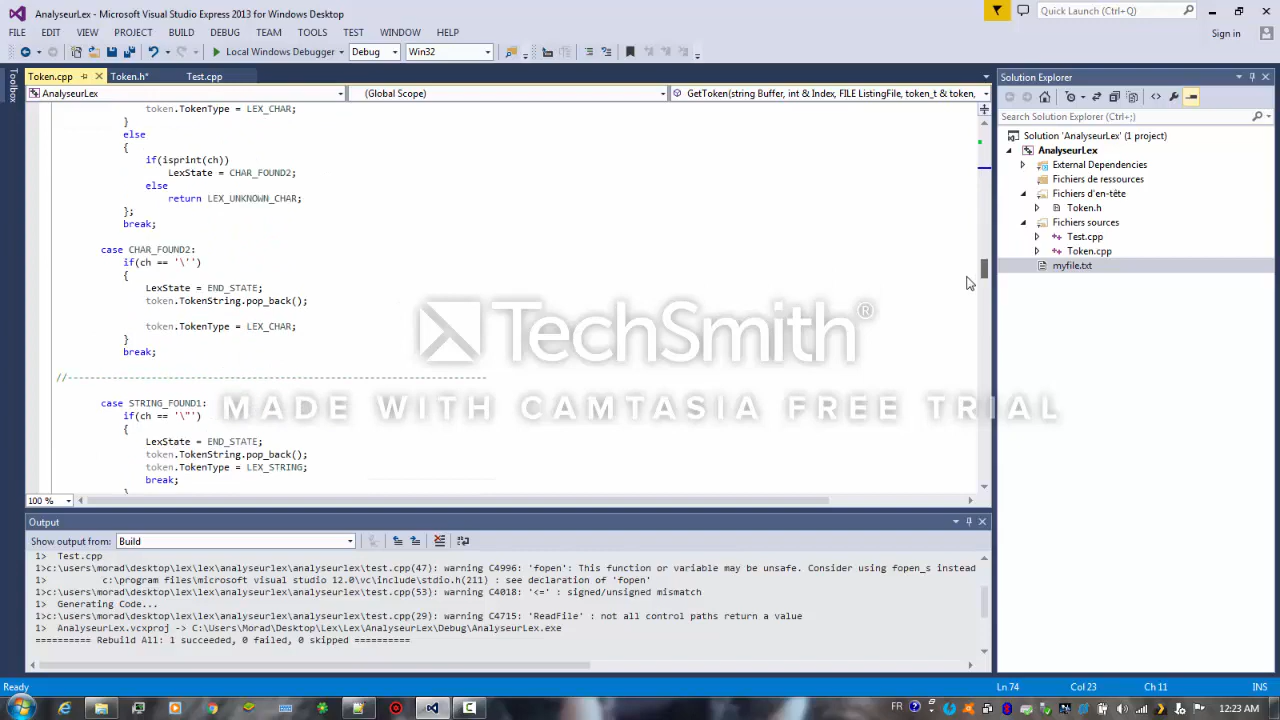 AnalyseurLex - Microsoft Visual Studio Express 2013 for Windows Desktop
Quick Launch (Ctrl+Q)
FILE EDIT VIEW PROJECT BUILD DEBUG TEAM TOOLS TEST WINDOW HELP
Sign in
Local Windows Debugger Debug Win32
Toolbox
Token.cpp Token.h* Test.cpp
Solution Explorer
AnalyseurLex (Global Scope) GetToken(string Buffer, int & Index, FILE ListingFile, token_t & token,
Search Solution Explorer (Ctrl+;)
Solution 'AnalyseurLex' (1 project)
AnalyseurLex
External Dependencies
Fichiers de ressources
Fichiers d'en-tête
Token.h
Fichiers sources
Test.cpp
Token.cpp
myfile.txt
token.TokenType = LEX_CHAR;
}
else
{
if(isprint(ch))
LexState = CHAR_FOUND2;
else
return LEX_UNKNOWN_CHAR;
};
break;
case CHAR_FOUND2:
if(ch == '\'')
{
LexState = END_STATE;
token.TokenString.pop_back();
token.TokenType = LEX_CHAR;
}
break;
//---------------------------------------------------------------------------
case STRING_FOUND1:
if(ch == '\"')
{
LexState = END_STATE;
token.TokenString.pop_back();
token.TokenType = LEX_STRING;
break;
}
TechSmith®
MADE WITH CAMTASIA FREE TRIAL
100 %
Output
Show output from: Build
1> Test.cpp
1>c:\users\morad\desktop\lex\lex\analyseurlex\analyseurlex\test.cpp(47): warning C4996: 'fopen': This function or variable may be unsafe. Consider using fopen_s instead
1> c:\program files\microsoft visual studio 12.0\vc\include\stdio.h(211) : see declaration of 'fopen'
1>c:\users\morad\desktop\lex\lex\analyseurlex\analyseurlex\test.cpp(53): warning C4018: '<=' : signed/unsigned mismatch
1> Generating Code...
1>c:\users\morad\desktop\lex\lex\analyseurlex\analyseurlex\test.cpp(29): warning C4715: 'ReadFile' : not all control paths return a value
1> AnalyseurLex.vcxproj -> C:\Users\Morad\Desktop\Lex\Lex\AnalyseurLex\Debug\AnalyseurLex.exe
========== Rebuild All: 1 succeeded, 0 failed, 0 skipped ==========
Ready Ln 74 Col 23 Ch 11 INS
FR 12:23 AM